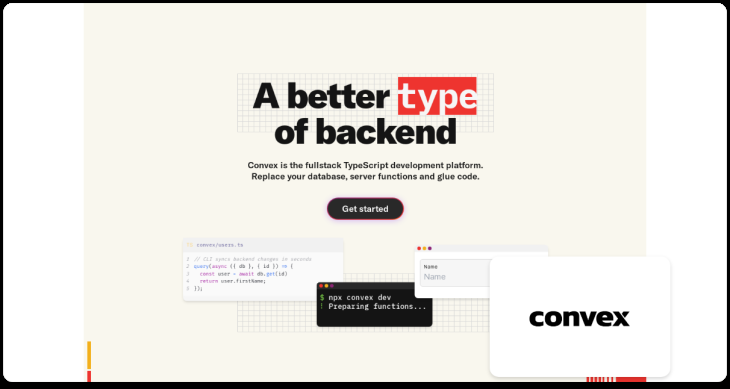 A better type
of backend
Convex is the fullstack TypeScript development platform.
Replace your database, server functions and glue code.
Get started
convex/users.ts
1 // CLI syncs backend changes in seconds
2 query(async ({ db }, { id }) => {
3 const user = await db.get(id)
4 return user.firstName;
5 });
$ npx convex dev
! Preparing functions...
Name
Name
convex